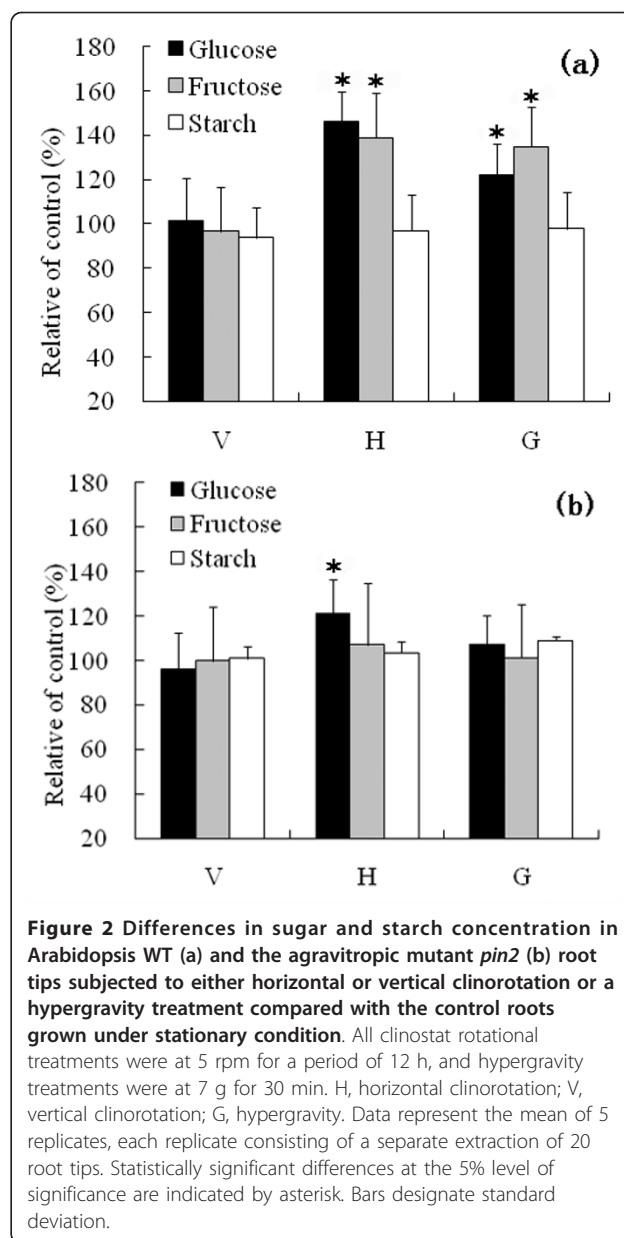 Glucose
Fructose
Starch
(a)
* * * *
Relative of control (%)
180
160
140
120
100
80
60
40
20
V H G
Glucose
Fructose
Starch
(b)
*
Relative of control (%)
180
160
140
120
100
80
60
40
20
V H G
Figure 2 Differences in sugar and starch concentration in
Arabidopsis WT (a) and the agravitropic mutant pin2 (b) root
tips subjected to either horizontal or vertical clinorotation or a
hypergravity treatment compared with the control roots
grown under stationary condition. All clinostat rotational
treatments were at 5 rpm for a period of 12 h, and hypergravity
treatments were at 7 g for 30 min. H, horizontal clinorotation; V,
vertical clinorotation; G, hypergravity. Data represent the mean of 5
replicates, each replicate consisting of a separate extraction of 20
root tips. Statistically significant differences at the 5% level of
significance are indicated by asterisk. Bars designate standard
deviation.